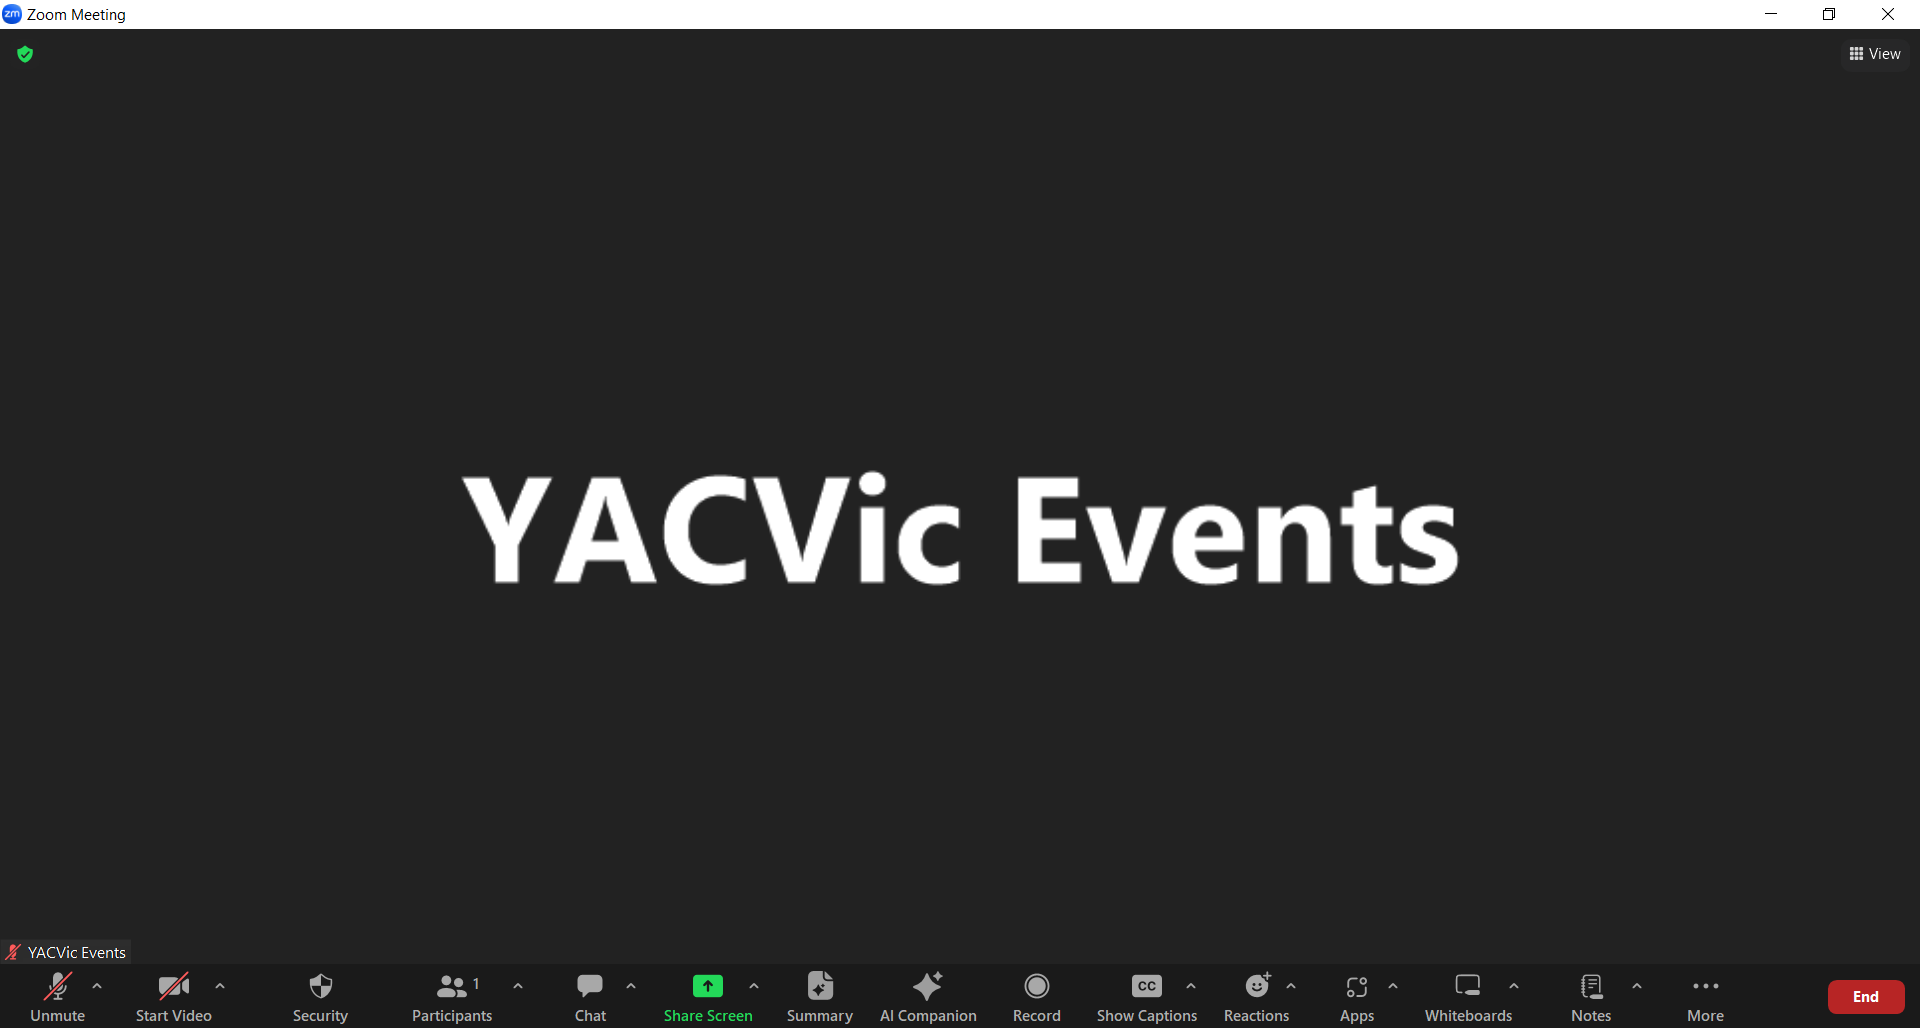 zm Zoom Meeting
View
YACVic Events
YACVic Events
Unmute
Start Video
Security
1
Participants
Chat
Share Screen
Summary
AI Companion
Record
CC
Show Captions
Reactions
Apps
Whiteboards
Notes
More
End